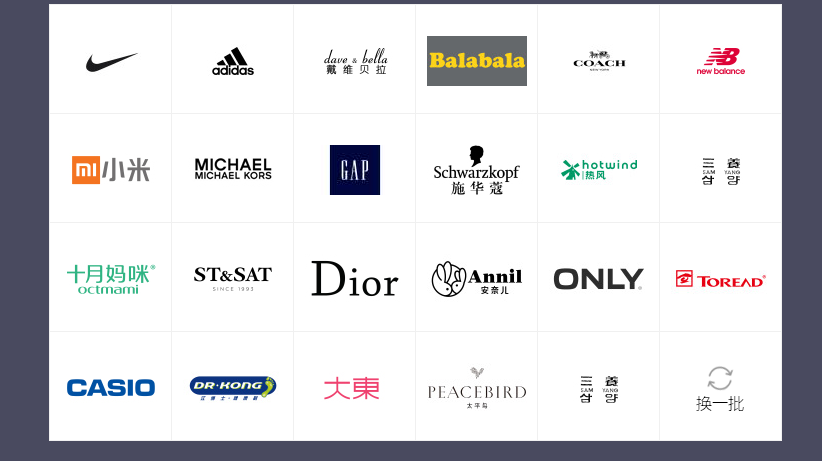 adidas
dave & bella
戴维贝拉
Balabala
COACH
NEW YORK
new balance
小米
MICHAEL
MICHAEL KORS
GAP
Schwarzkopf
施华蔻
hotwind
热风
三 養
SAM YANG
삼 양
十月妈咪®
octmami
ST&SAT
SINCE 1993
Dior
Annil
安奈儿
ONLY
TOREAD®
CASIO
DR·KONG
江博士·健康鞋
大東
PEACEBIRD
太平鸟
三 養
SAM YANG
삼 양
换一批